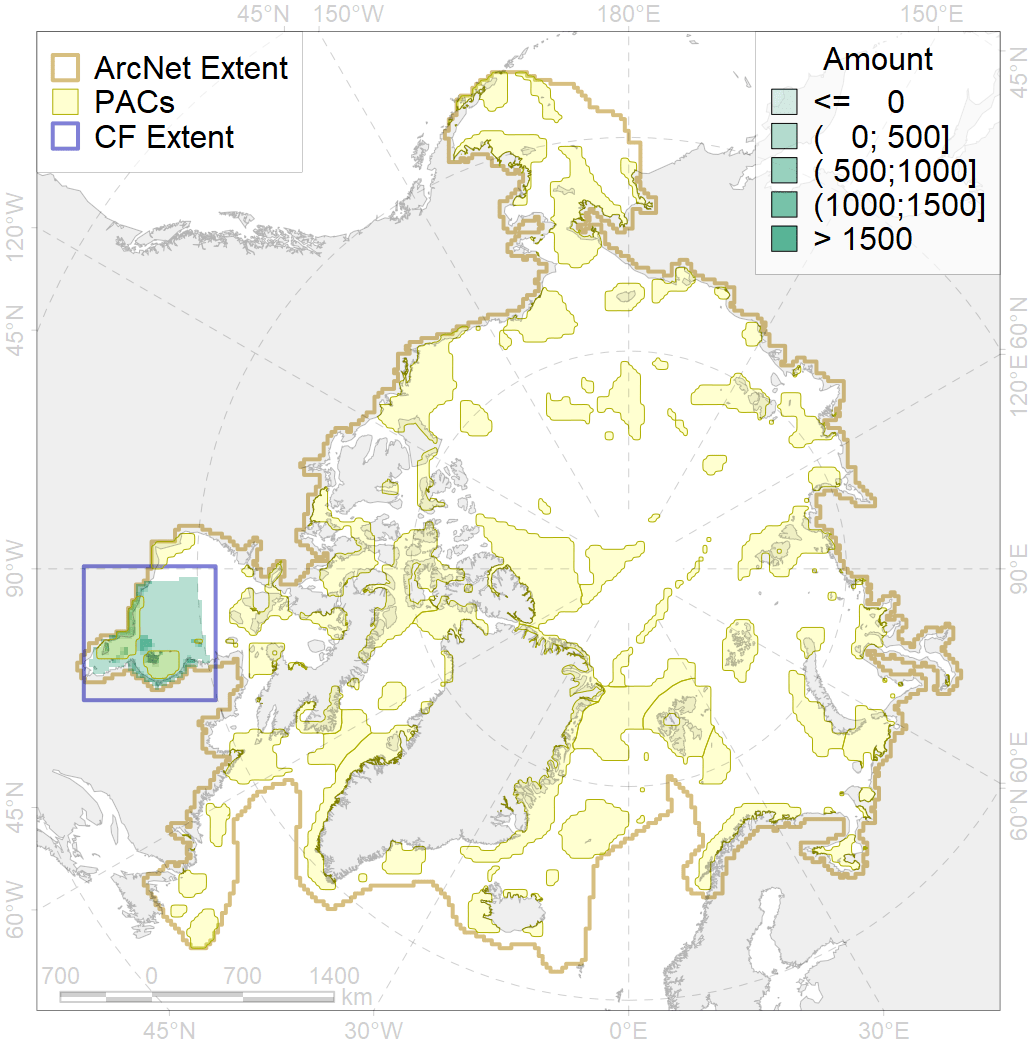 45°N 150°W 180°E 150°E
ArcNet Extent
PACs
CF Extent
Amount
<= 0
( 0; 500]
( 500;1000]
(1000;1500]
> 1500
45°N
120°W
45°N
60°N
120°E
90°W
90°E
45°N
60°N
60°E
60°W
700 0 700 1400
km
45°N 30°W 0°E 30°E